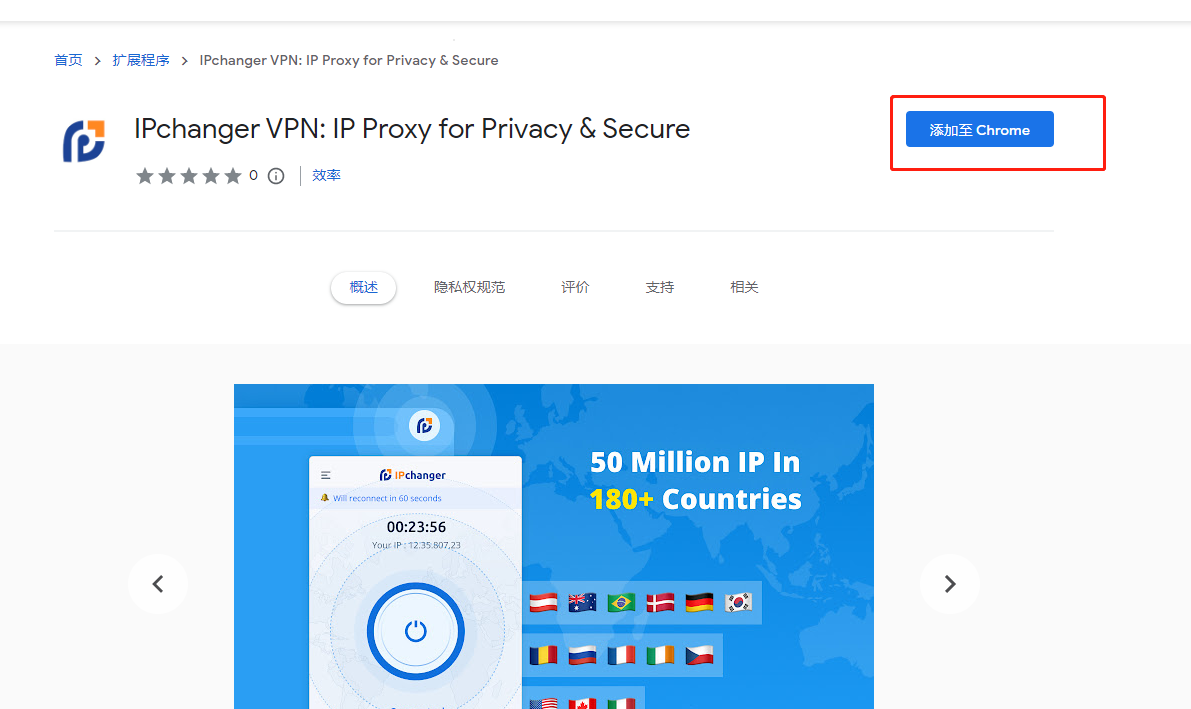 首页 > 扩展程序 > IPchanger VPN: IP Proxy for Privacy & Secure
IPchanger VPN: IP Proxy for Privacy & Secure
添加至 Chrome
0 效率
概述 隐私权规范 评价 支持 相关
IPchanger
Will reconnect in 60 seconds
00:23:56
Your IP : 12.35.807,23
50 Million IP In
180+ Countries